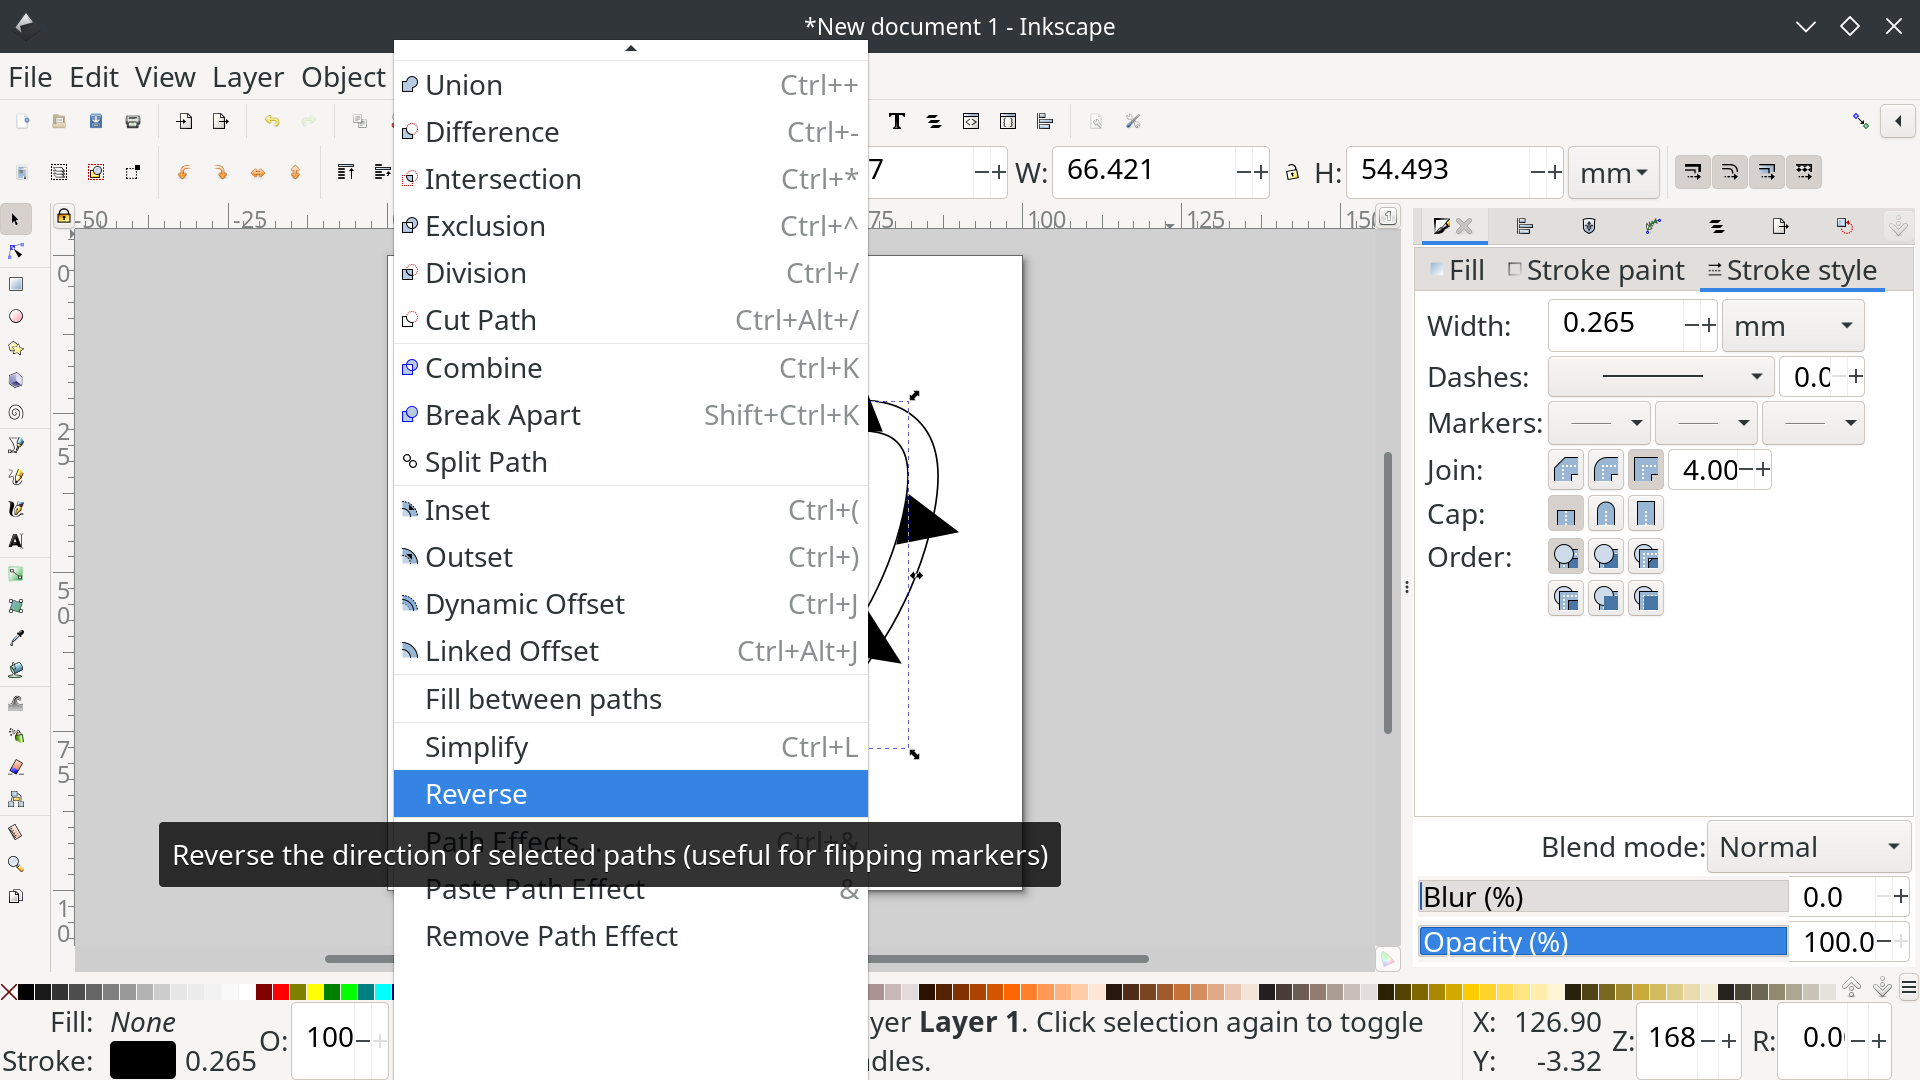 *New document 1 - Inkscape
File Edit View Layer Object
7 W: 66.421 H: 54.493 mm
-50 -25 75 100 125 150
0
25
50
75
100
Union Ctrl++
Difference Ctrl+-
Intersection Ctrl+*
Exclusion Ctrl+^
Division Ctrl+/
Cut Path Ctrl+Alt+/
Combine Ctrl+K
Break Apart Shift+Ctrl+K
Split Path
Inset Ctrl+(
Outset Ctrl+)
Dynamic Offset Ctrl+J
Linked Offset Ctrl+Alt+J
Fill between paths
Simplify Ctrl+L
Reverse
Path Effects... Ctrl+&
Reverse the direction of selected paths (useful for flipping markers)
Paste Path Effect &
Remove Path Effect
Fill Stroke paint Stroke style
Width: 0.265 mm
Dashes: 0.0
Markers:
Join: 4.00
Cap:
Order:
Blend mode: Normal
Blur (%) 0.0
Opacity (%) 100.0
Fill: None
Stroke: 0.265
O: 100
yer Layer 1. Click selection again to toggle
dles.
X: 126.90
Y: -3.32
Z: 168
R: 0.0